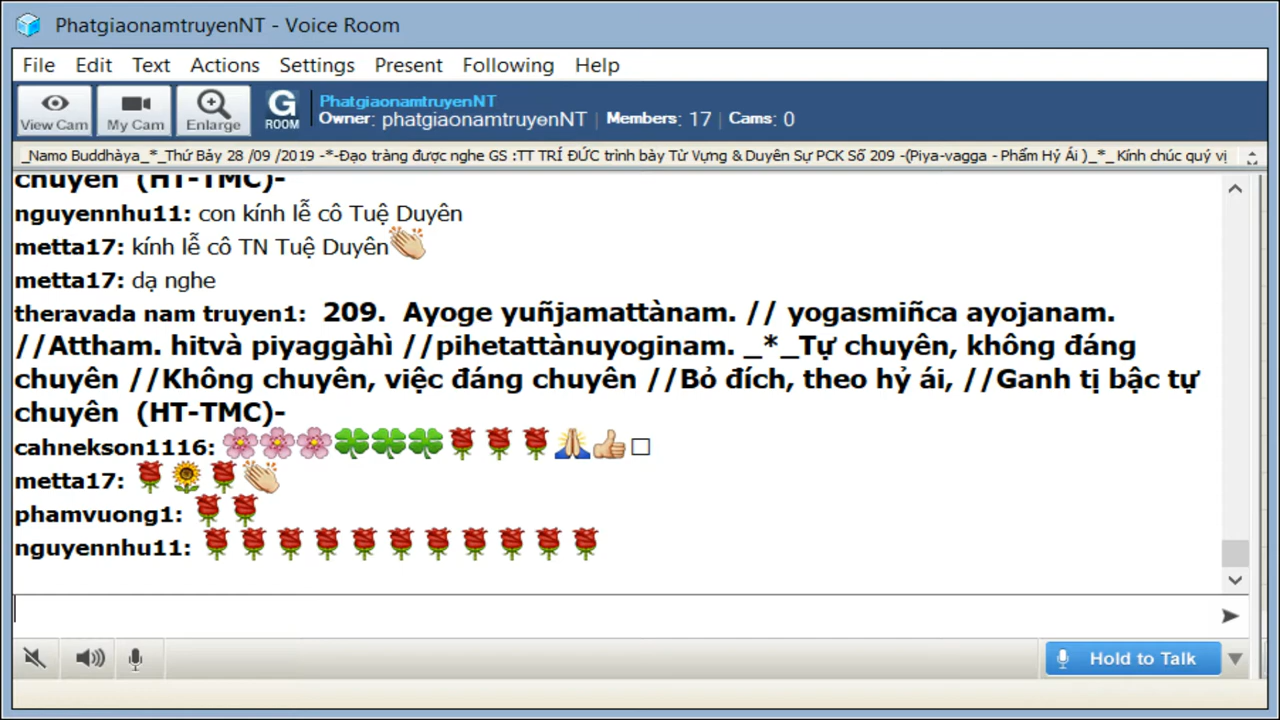 PhatgiaonamtruyenNT - Voice Room
File Edit Text Actions Settings Present Following Help
View Cam My Cam Enlarge G ROOM
PhatgiaonamtruyenNT
Owner: phatgiaonamtruyenNT | Members: 17 | Cams: 0
_Namo Buddhàya_*_Thứ Bảy 28 /09 /2019 -*-Đạo tràng được nghe GS :TT TRÍ ĐỨC trình bày Từ Vựng & Duyên Sự PCK Số 209 -(Piya-vagga - Phẩm Hỷ Ái )_*_ Kính chúc quý vị
chuyên (HT-TMC)-
nguyennhu11: con kính lễ cô Tuệ Duyên
metta17: kính lễ cô TN Tuệ Duyên👏
metta17: dạ nghe
theravada nam truyen1: 209. Ayoge yuñjamattànam. // yogasmiñca ayojanam.
//Attham. hitvà piyaggàhì //pihetattànuyoginam. _*_Tự chuyên, không đáng
chuyên //Không chuyên, việc đáng chuyên //Bỏ đích, theo hỷ ái, //Ganh tị bậc tự
chuyên (HT-TMC)-
cahnekson1116: 🌸🌸🌸🍀🍀🍀🌹🌹🌹🙏👍□
metta17: 🌹🌻🌹👏
phamvuong1: 🌹🌹
nguyennhu11: 🌹🌹🌹🌹🌹🌹🌹🌹🌹🌹🌹
Hold to Talk